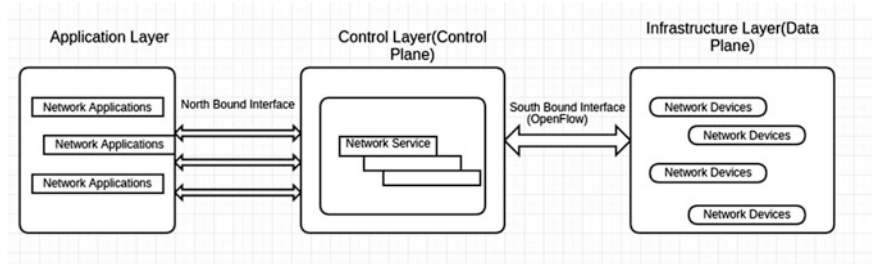 Application Layer
Control Layer(Control
Plane)
Infrastructure Layer(Data
Plane)
Network Applications
Network Applications
Network Applications
North Bound Interface
Network Service
South Bound Interface
(OpenFlow)
Network Devices
Network Devices
Network Devices
Network Devices